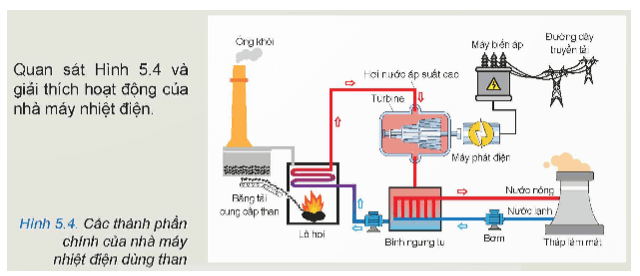 Quan sát Hình 5.4 và
giải thích hoạt động của
nhà máy nhiệt điện.
Hình 5.4. Các thành phần
chính của nhà máy
nhiệt điện dùng than
Ống khói
Băng tải
cung cấp than
Lò hơi
Hơi nước áp suất cao
Turbine
Máy phát điện
Máy biến áp
Đường dây
truyền tải
Nước nóng
Nước lạnh
Bình ngưng tụ
Bơm
Tháp làm mát